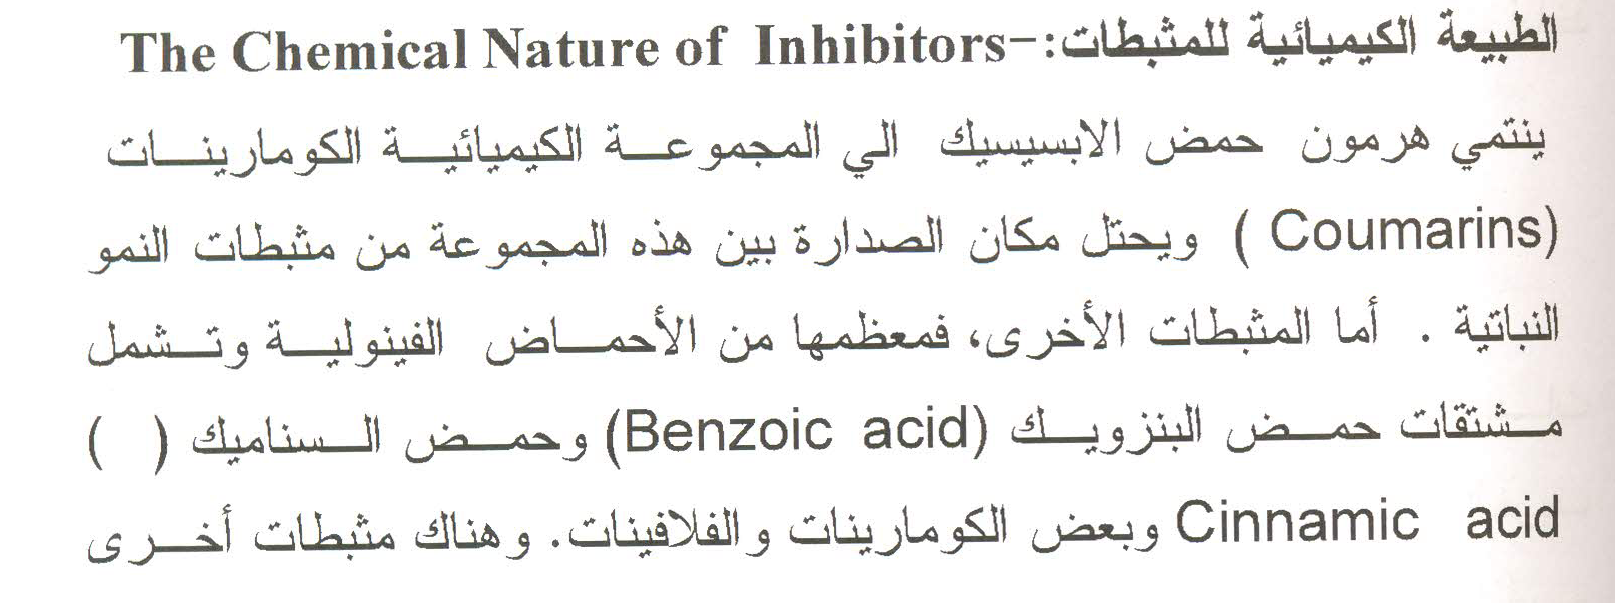 الطبيعة الكيميائية للمثبطات:-The Chemical Nature of Inhibitors
ينتمي هرمون حمض الابسيسيك الي المجموعة الكيميائية الكومارينات
(Coumarins ) ويحتل مكان الصدارة بين هذه المجموعة من مثبطات النمو
النباتية . أما المثبطات الأخرى، فمعظمها من الأحماض الفينولية وتشمل
مشتقات حمض البنزويك (Benzoic acid) وحمض السناميك ( )
Cinnamic acid وبعض الكومارينات والفلافينات. وهناك مثبطات أخرى